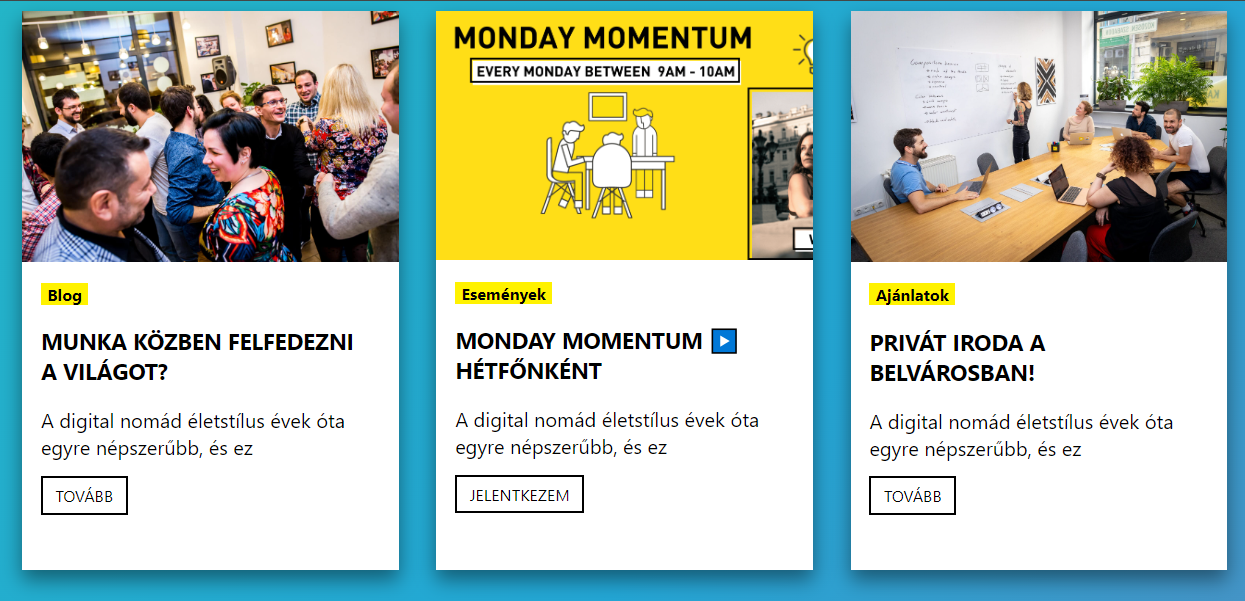 MONDAY MOMENTUM
EVERY MONDAY BETWEEN 9AM - 10AM
Blog
MUNKA KÖZBEN FELFEDEZNI
A VILÁGOT?
A digital nomád életstílus évek óta
egyre népszerűbb, és ez
TOVÁBB
Események
MONDAY MOMENTUM ▶️
HÉTFŐNKÉNT
A digital nomád életstílus évek óta
egyre népszerűbb, és ez
JELENTKEZEM
Ajánlatok
PRIVÁT IRODA A
BELVÁROSBAN!
A digital nomád életstílus évek óta
egyre népszerűbb, és ez
TOVÁBB